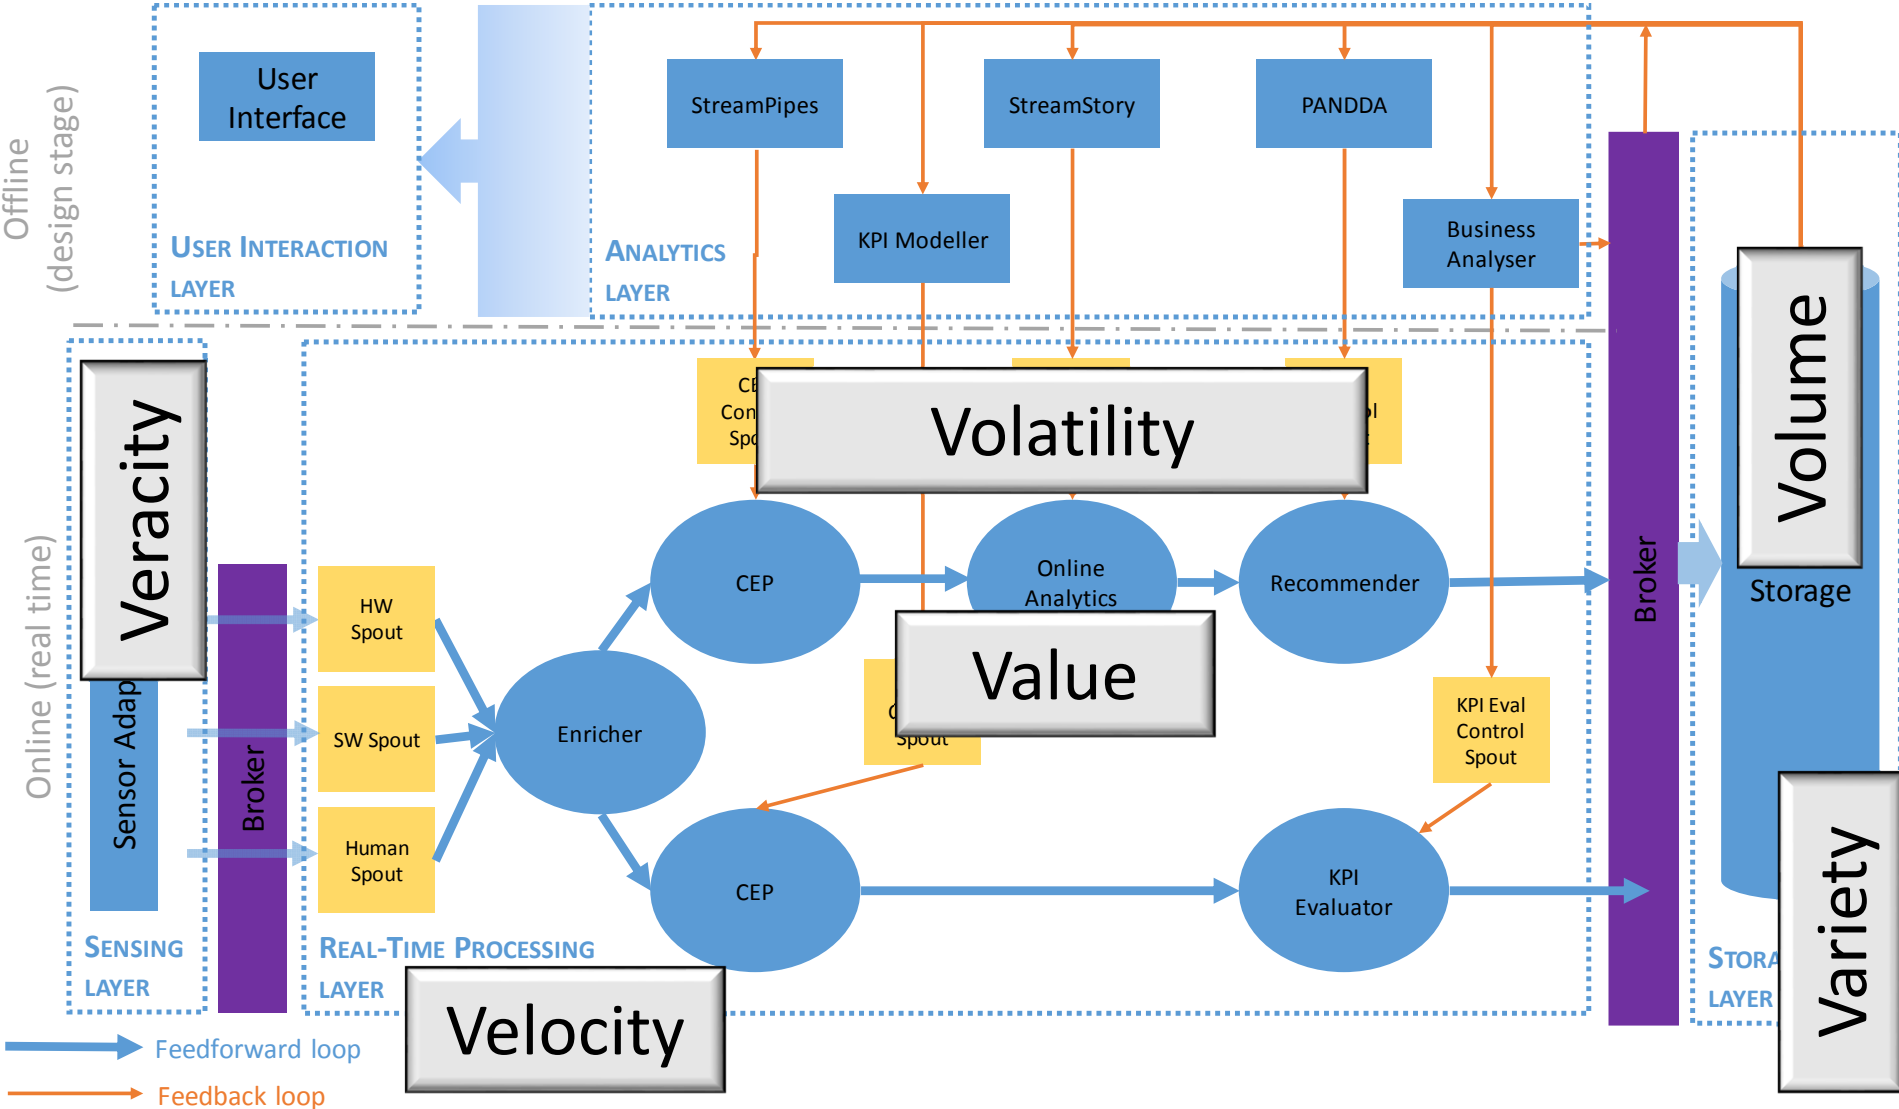 Offline
(design stage)
User
Interface
USER INTERACTION
LAYER
StreamPipes
StreamStory
PANDDA
KPI Modeller
Business
Analyser
ANALYTICS
LAYER
Online (real time)
Veracity
Sensor Adap
SENSING
LAYER
Broker
HW
Spout
SW Spout
Human
Spout
Enricher
Volatility
CEP
Online
Analytics
Recommender
Value
Spout
KPI Eval
Control
Spout
CEP
KPI
Evaluator
REAL-TIME PROCESSING
LAYER
Velocity
Broker
Volume
Storage
Variety
LAYER
Feedforward loop
Feedback loop